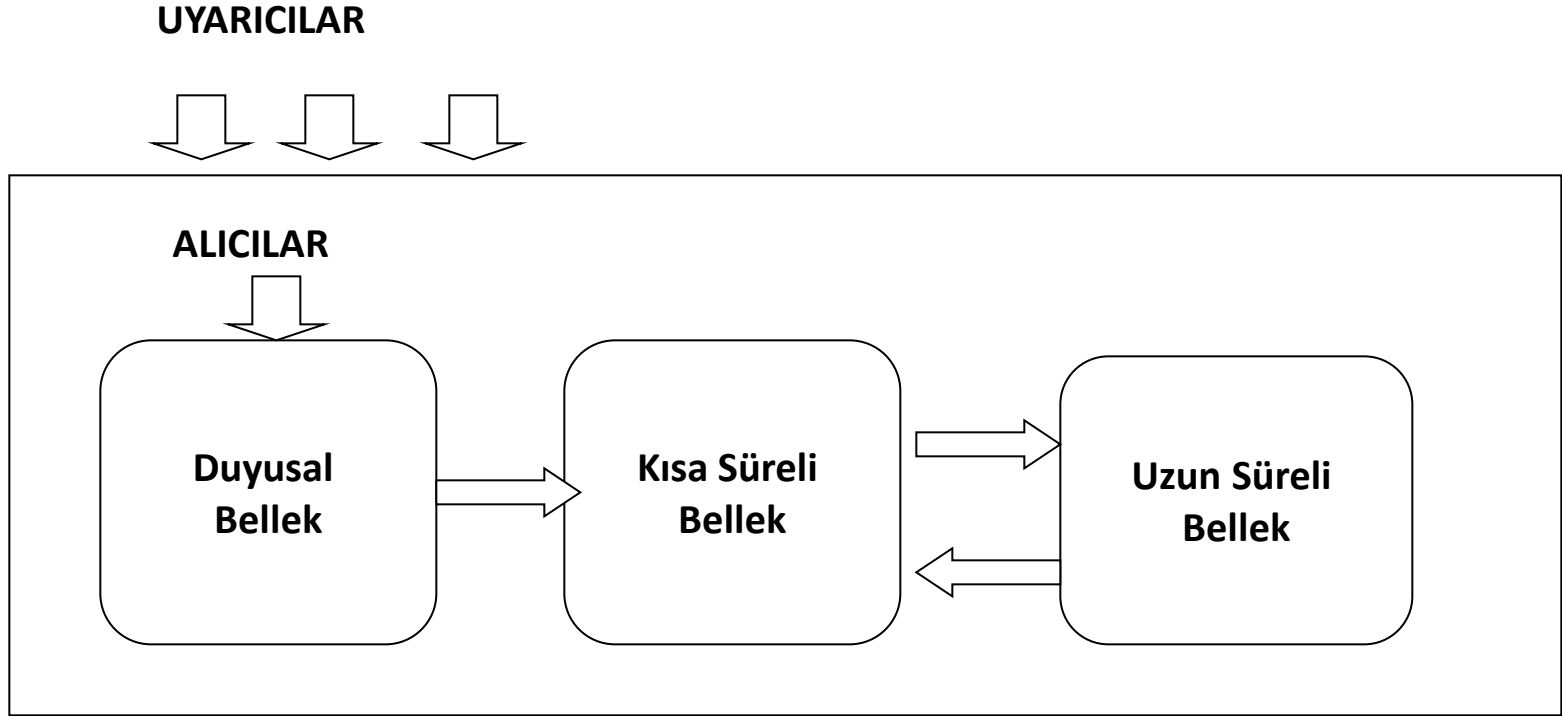 UYARICILAR
ALICILAR
Duyusal
Bellek
Kısa Süreli
Bellek
Uzun Süreli
Bellek